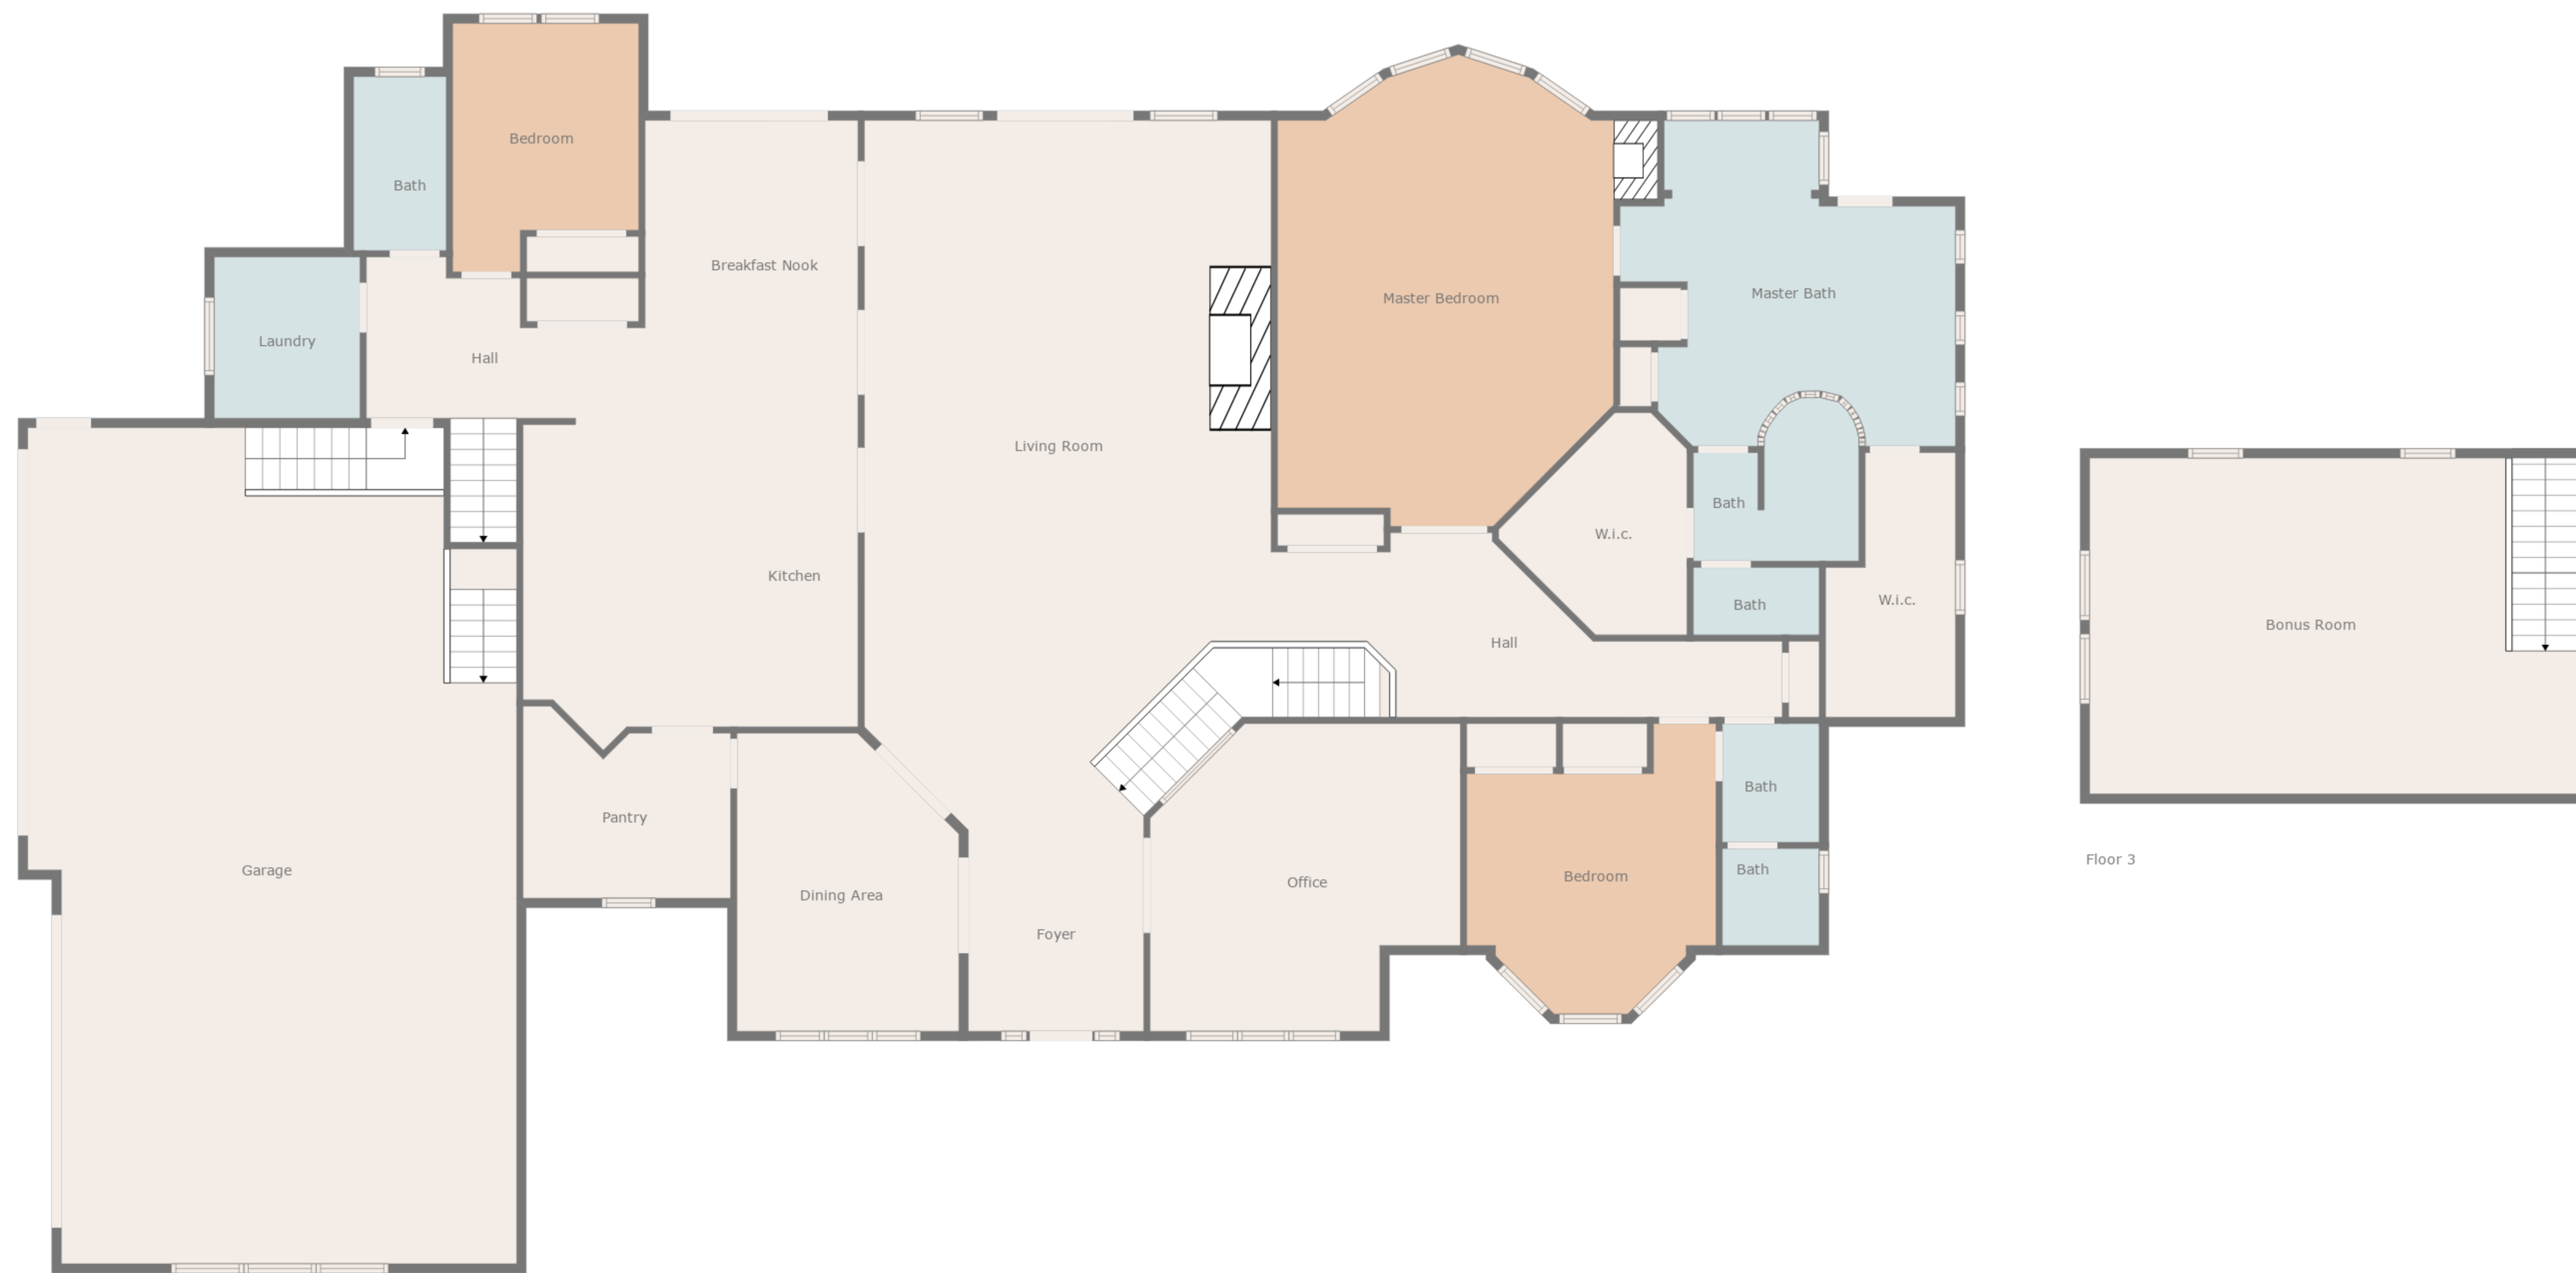 Bedroom
Bath
Breakfast Nook
Master Bedroom
Master Bath
Laundry
Hall
Living Room
Bath
W.i.c.
Kitchen
Bath
W.i.c.
Bonus Room
Hall
Bath
Pantry
Floor 3
Garage
Bath
Bedroom
Office
Dining Area
Foyer